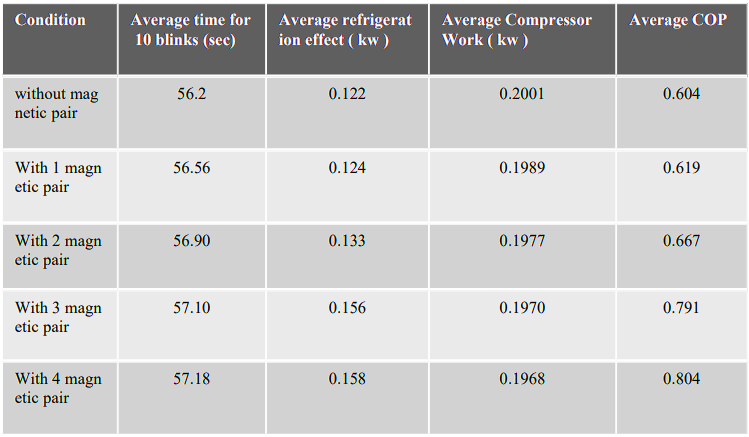 Condition
Average time for
10 blinks (sec)
Average refrigerat
ion effect ( kw )
Average Compressor
Work ( kw )
Average COP
without mag
netic pair
56.2
0.122
0.2001
0.604
With 1 magn
etic pair
56.56
0.124
0.1989
0.619
With 2 magn
etic pair
56.90
0.133
0.1977
0.667
With 3 magn
etic pair
57.10
0.156
0.1970
0.791
With 4 magn
etic pair
57.18
0.158
0.1968
0.804